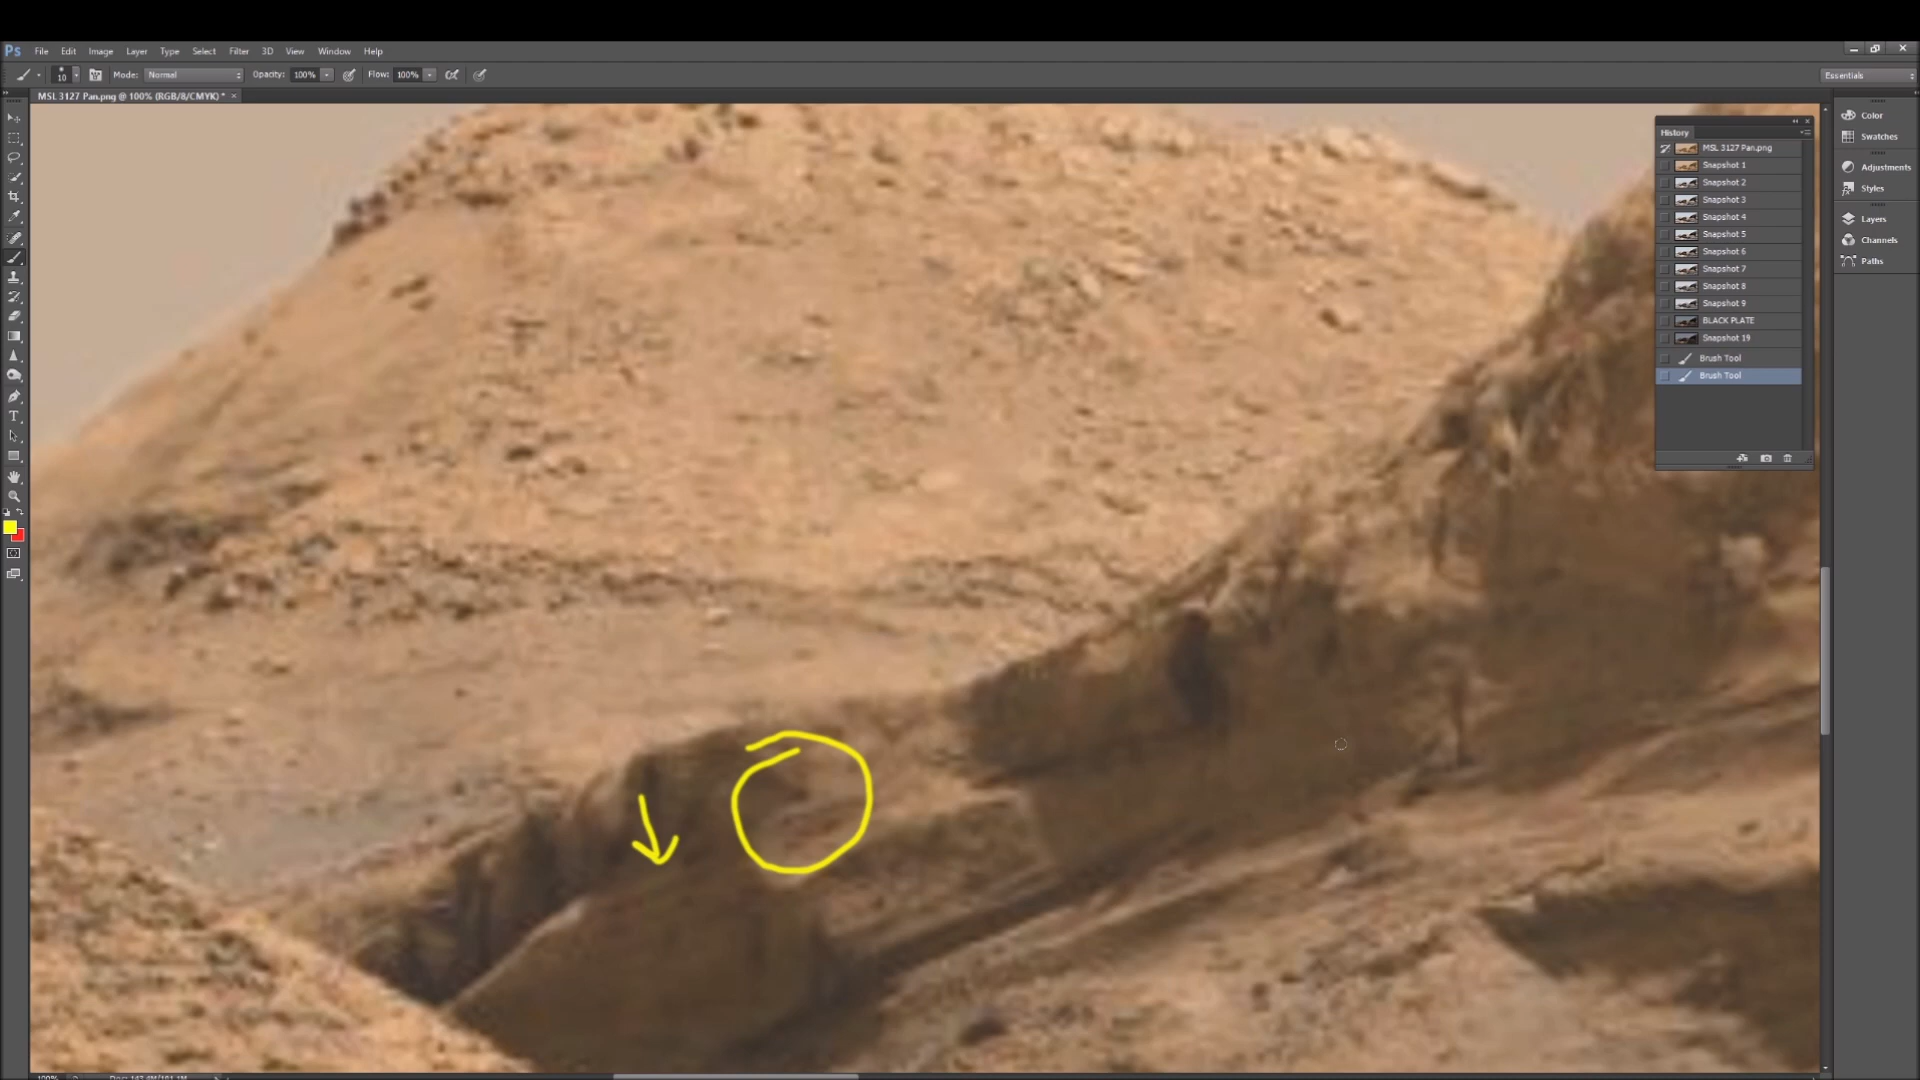 Ps File Edit Image Layer Type Select Filter 3D View Window Help
10 Mode: Normal Opacity: 100% Flow: 100% Essentials
MSL 3127 Pan.png @ 100% (RGB/8/CMYK) * ×
History
MSL 3127 Pan.png
Snapshot 1
Snapshot 2
Snapshot 3
Snapshot 4
Snapshot 5
Snapshot 6
Snapshot 7
Snapshot 8
Snapshot 9
BLACK PLATE
Snapshot 19
Brush Tool
Brush Tool
Color
Swatches
Adjustments
Styles
Layers
Channels
Paths